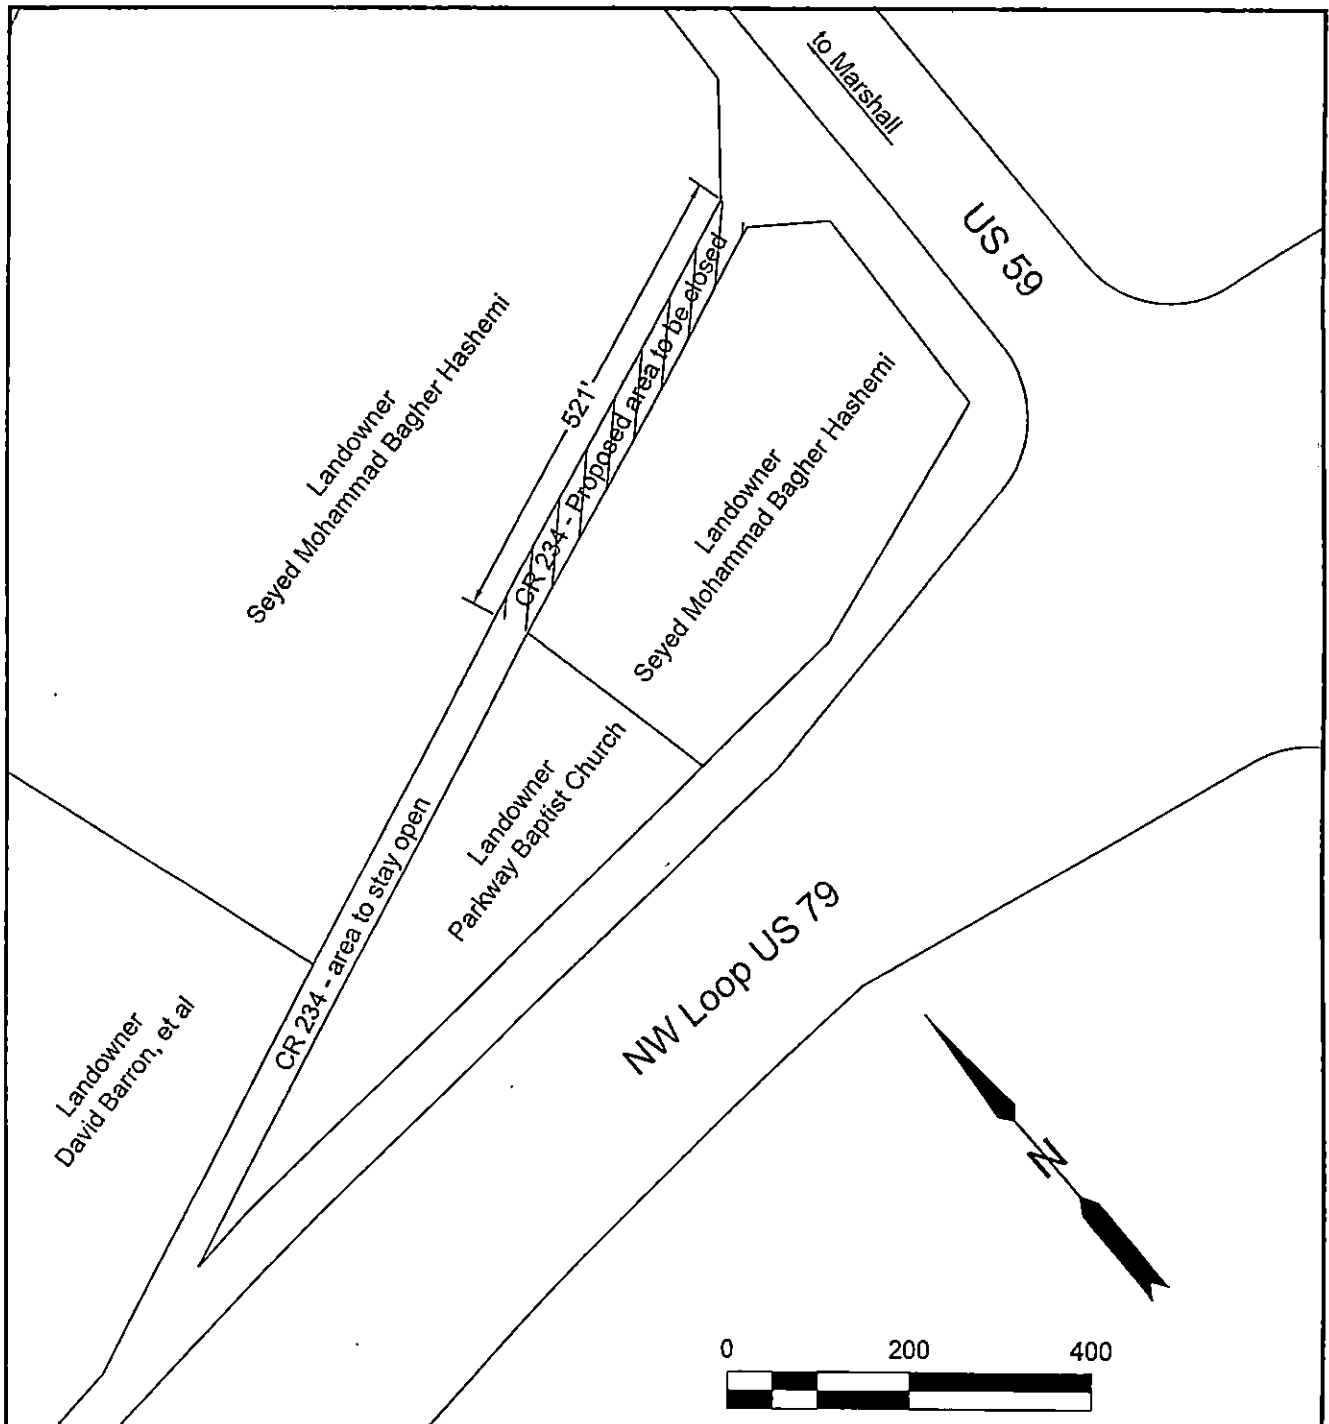 to Marshall
US 59
CR 234 - Proposed area to be closed
521'
Landowner
Seyed Mohammad Bagher Hashemi
Landowner
Seyed Mohammad Bagher Hashemi
Landowner
Parkway Baptist Church
CR 234 - area to stay open
Landowner
David Barron, et al
NW Loop US 79
N
0 200 400